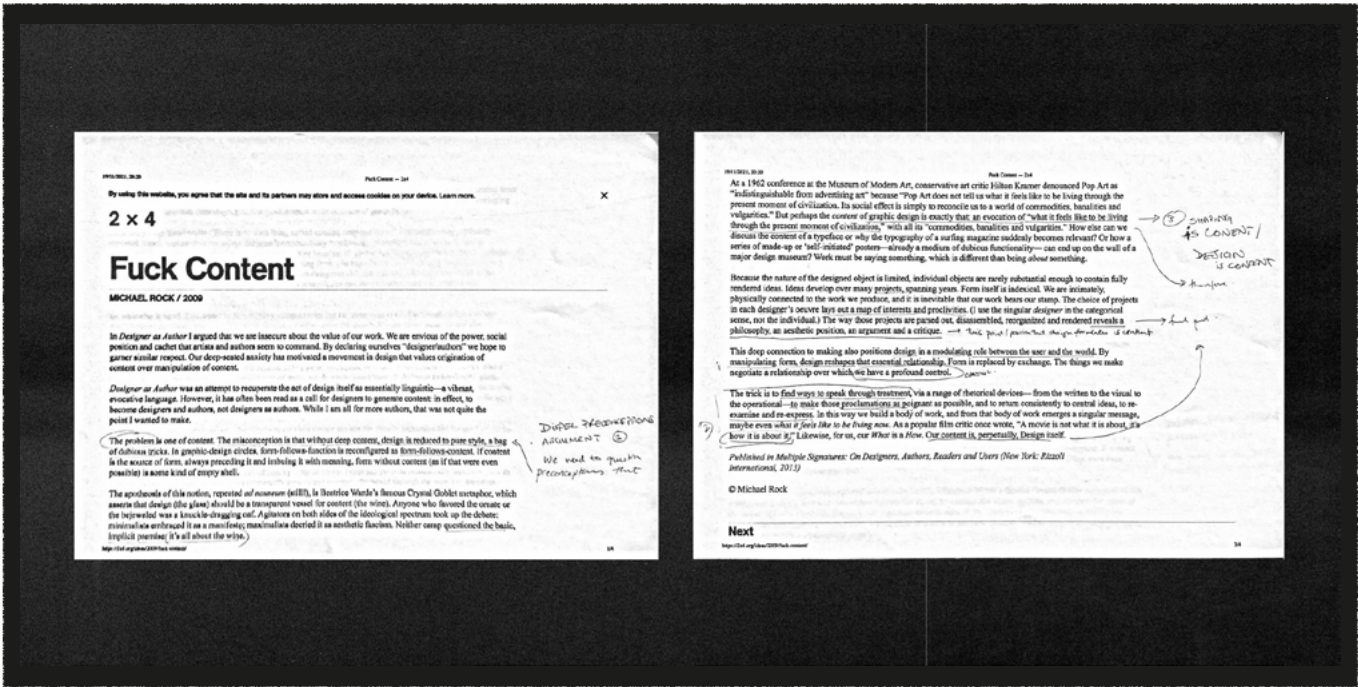 Fuck Content — 2x4
By using this website, you agree that the site and its partners may store and access cookies on your device. Learn more.
×
2 × 4
Fuck Content
MICHAEL ROCK / 2009
In Designer as Author I argued that we are insecure about the value of our work. We are envious of the power, social
position and cachet that artists and authors seem to command. By declaring ourselves "designer/authors" we hope to
garner similar respect. Our deep-seated anxiety has motivated a movement in design that values origination of
content over manipulation of content.
Designer as Author was an attempt to recuperate the act of design itself as essentially linguistic—a vibrant,
evocative language. However, it has often been read as a call for designers to generate content: in effect, to
become designers and authors, not designers as authors. While I am all for more authors, that was not quite the
point I wanted to make.
The problem is one of content. The misconception is that without deep content, design is reduced to pure style, a bag
of dubious tricks. In graphic-design circles, form-follows-function is reconfigured as form-follows-content. If content
is the source of form, always preceding it and imbuing it with meaning, form without content (as if that were even
possible) is some kind of empty shell.
The apotheosis of this notion, repeated ad nauseum (still!), is Beatrice Warde's famous Crystal Goblet metaphor, which
asserts that design (the glass) should be a transparent vessel for content (the wine). Anyone who favored the ornate or
the bejeweled was a knuckle-dragging oaf. Agitators on both sides of the ideological spectrum took up the debate:
minimalists embraced it as a manifesto; maximalists decried it as aesthetic fascism. Neither camp questioned the basic,
implicit premise: it's all about the wine.
https://2x4.org/ideas/2009/fuck-content/
ARGUMENT
We need to question
preconceptions that
Fuck Content — 2x4
At a 1962 conference at the Museum of Modern Art, conservative art critic Hilton Kramer denounced Pop Art as
"indistinguishable from advertising art" because "Pop Art does not tell us what it feels like to be living through the
present moment of civilization. Its social effect is simply to reconcile us to a world of commodities, banalities and
vulgarities." But perhaps the content of graphic design is exactly that: an evocation of "what it feels like to be living
through the present moment of civilization," with all its "commodities, banalities and vulgarities." How else can we
discuss the content of a typeface or why the typography of a surfing magazine suddenly becomes relevant? Or how a
series of made-up or 'self-initiated' posters—already a medium of dubious functionality— can end up on the wall of a
major design museum? Work must be saying something, which is different than being about something.
Because the nature of the designed object is limited, individual objects are rarely substantial enough to contain fully
rendered ideas. Ideas develop over many projects, spanning years. Form itself is indexical. We are intimately,
physically connected to the work we produce, and it is inevitable that our work bears our stamp. The choice of projects
in each designer's oeuvre lays out a map of interests and proclivities. (I use the singular designer in the categorical
sense, not the individual.) The way those projects are parsed out, disassembled, reorganized and rendered reveals a
philosophy, an aesthetic position, an argument and a critique.
This deep connection to making also positions design in a modulating role between the user and the world. By
manipulating form, design reshapes that essential relationship. Form is replaced by exchange. The things we make
negotiate a relationship over which we have a profound control.
The trick is to find ways to speak through treatment, via a range of rhetorical devices— from the written to the visual to
the operational—to make those proclamations as poignant as possible, and to return consistently to central ideas, to re-
examine and re-express. In this way we build a body of work, and from that body of work emerges a singular message,
maybe even what it feels like to be living now. As a popular film critic once wrote, "A movie is not what it is about, it's
how it is about it." Likewise, for us, our What is a How. Our content is, perpetually, Design itself.
Published in Multiple Signatures: On Designers, Authors, Readers and Users (New York: Rizzoli
International, 2013)
© Michael Rock
Next
https://2x4.org/ideas/2009/fuck-content/
SHAPING
AS CONENT /
DESIGN
IS CONTENT
therefore